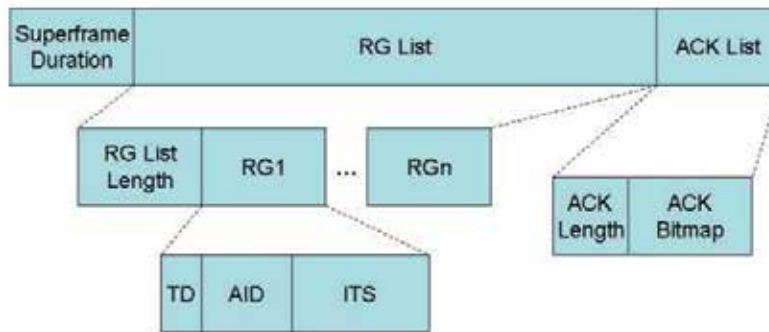 Superframe
Duration
RG List
ACK List
RG List
Length
RG1
...
RGn
ACK
Length
ACK
Bitmap
TD
AID
ITS